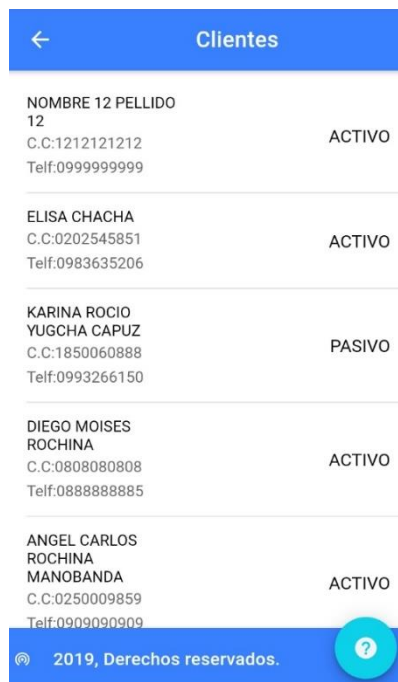 Clientes
NOMBRE 12 PELLIDO
12
C.C:1212121212
Telf:0999999999
ACTIVO
ELISA CHACHA
C.C:0202545851
Telf:0983635206
ACTIVO
KARINA ROCIO
YUGCHA CAPUZ
C.C:1850060888
Telf:0993266150
PASIVO
DIEGO MOISES
ROCHINA
C.C:0808080808
Telf:0888888885
ACTIVO
ANGEL CARLOS
ROCHINA
MANOBANDA
C.C:0250009859
Telf:0909090909
ACTIVO
2019, Derechos reservados.
?